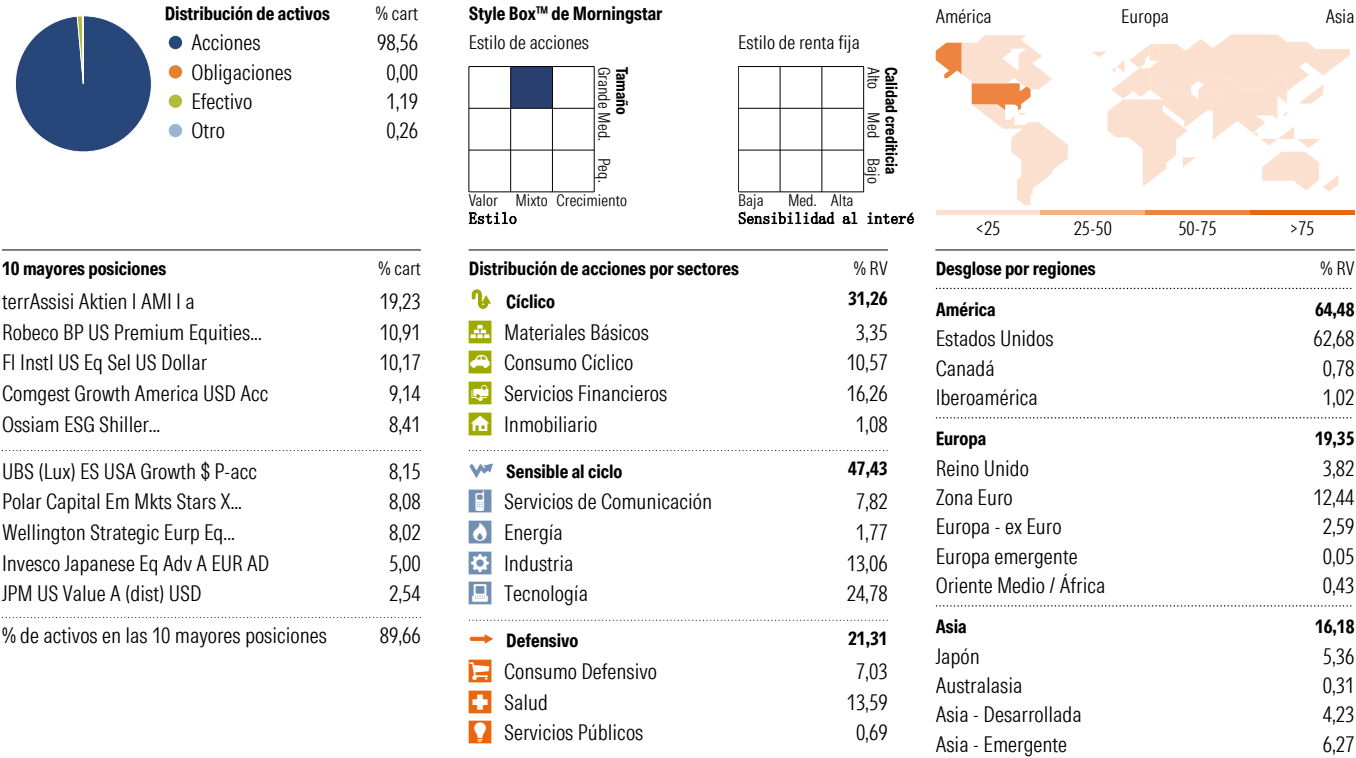 Distribución de activos % cart
Acciones 98,56
Obligaciones 0,00
Efectivo 1,19
Otro 0,26
Style Box™ de Morningstar
Estilo de acciones
Tamaño
Grande Med. Peq.
Valor Mixto Crecimiento
Estilo
Estilo de renta fija
Calidad crediticia
Alto Med Bajo
Baja Med. Alta
Sensibilidad al interé
América Europa Asia
<25 25-50 50-75 >75
10 mayores posiciones % cart
terrAssisi Aktien I AMI I a 19,23
Robeco BP US Premium Equities... 10,91
FI Instl US Eq Sel US Dollar 10,17
Comgest Growth America USD Acc 9,14
Ossiam ESG Shiller... 8,41
UBS (Lux) ES USA Growth $ P-acc 8,15
Polar Capital Em Mkts Stars X... 8,08
Wellington Strategic Eurp Eq... 8,02
Invesco Japanese Eq Adv A EUR AD 5,00
JPM US Value A (dist) USD 2,54
% de activos en las 10 mayores posiciones 89,66
Distribución de acciones por sectores % RV
Cíclico 31,26
Materiales Básicos 3,35
Consumo Cíclico 10,57
Servicios Financieros 16,26
Inmobiliario 1,08
Sensible al ciclo 47,43
Servicios de Comunicación 7,82
Energía 1,77
Industria 13,06
Tecnología 24,78
Defensivo 21,31
Consumo Defensivo 7,03
Salud 13,59
Servicios Públicos 0,69
Desglose por regiones % RV
América 64,48
Estados Unidos 62,68
Canadá 0,78
Iberoamérica 1,02
Europa 19,35
Reino Unido 3,82
Zona Euro 12,44
Europa - ex Euro 2,59
Europa emergente 0,05
Oriente Medio / África 0,43
Asia 16,18
Japón 5,36
Australasia 0,31
Asia - Desarrollada 4,23
Asia - Emergente 6,27